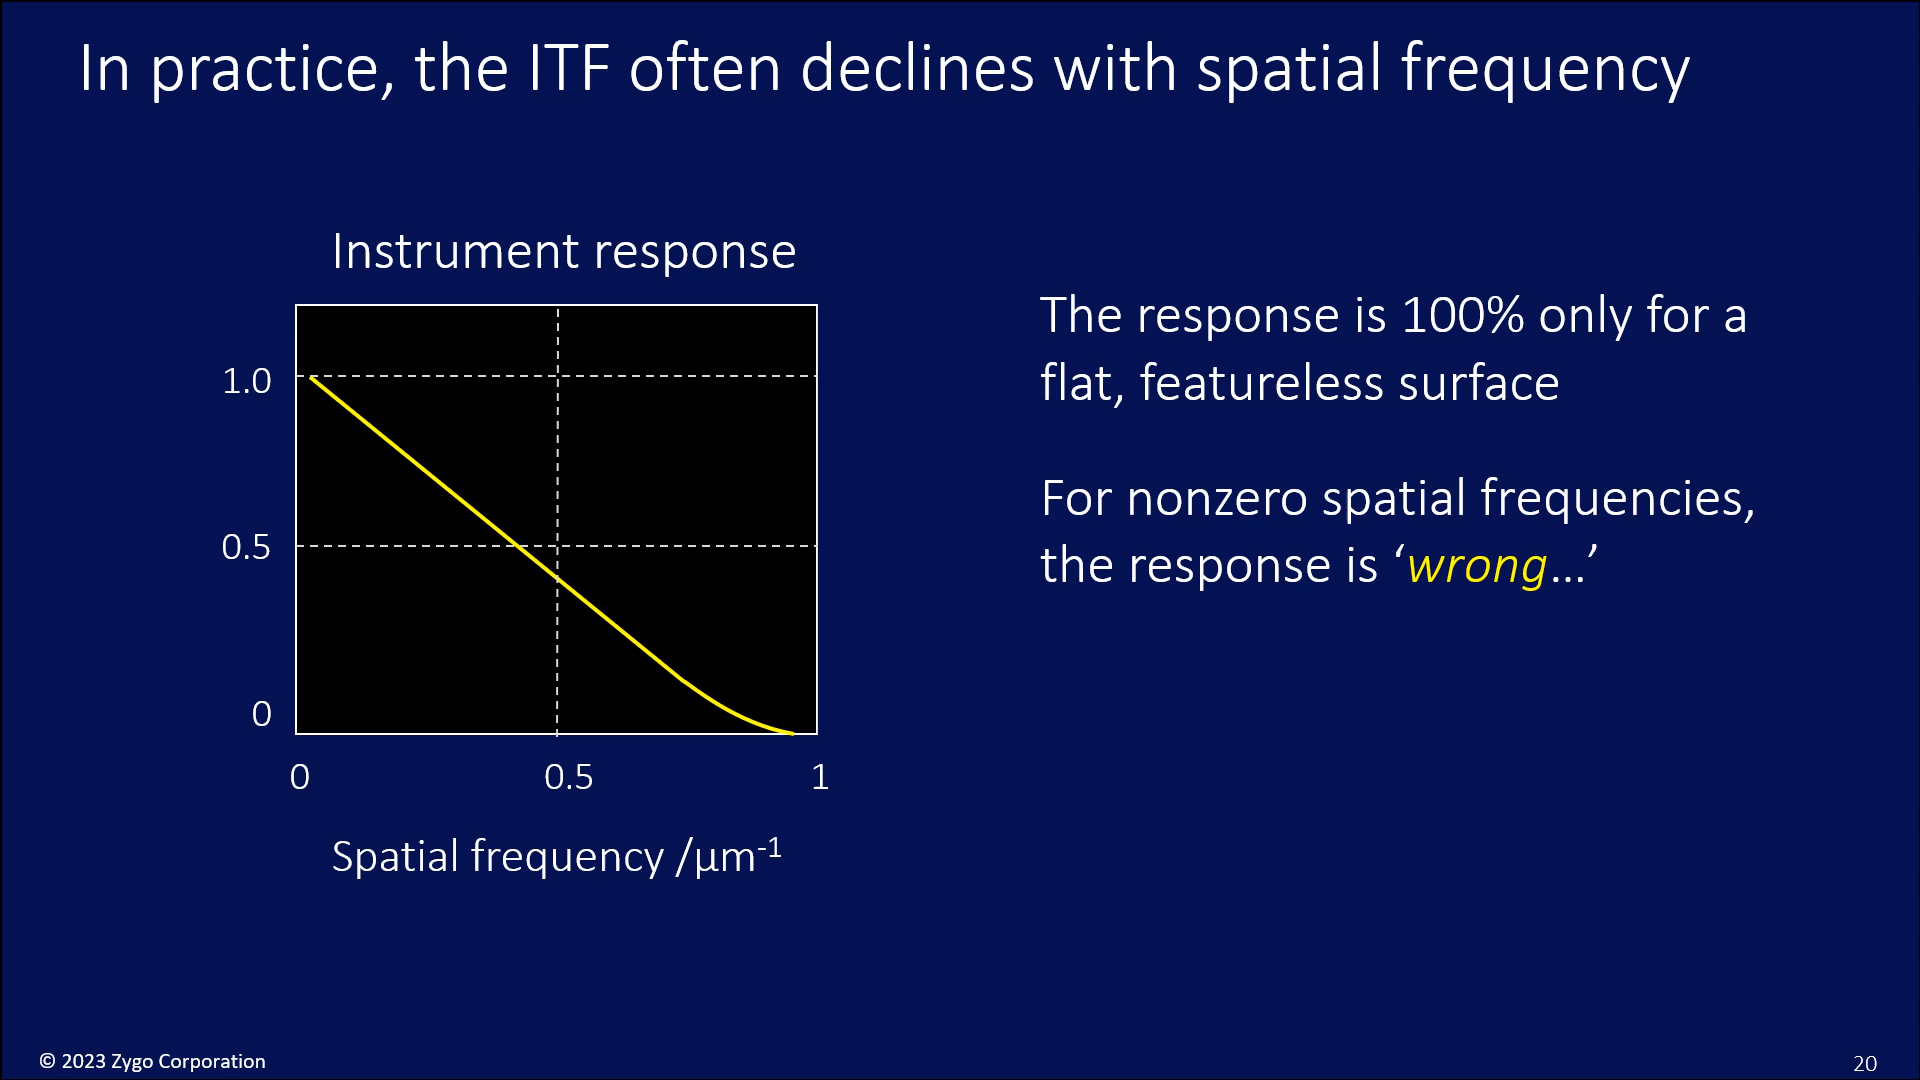 In practice, the ITF often declines with spatial frequency
Instrument response
1.0
0.5
0
0 0.5 1
Spatial frequency /µm⁻¹
The response is 100% only for a
flat, featureless surface
For nonzero spatial frequencies,
the response is ‘wrong…’
© 2023 Zygo Corporation
20